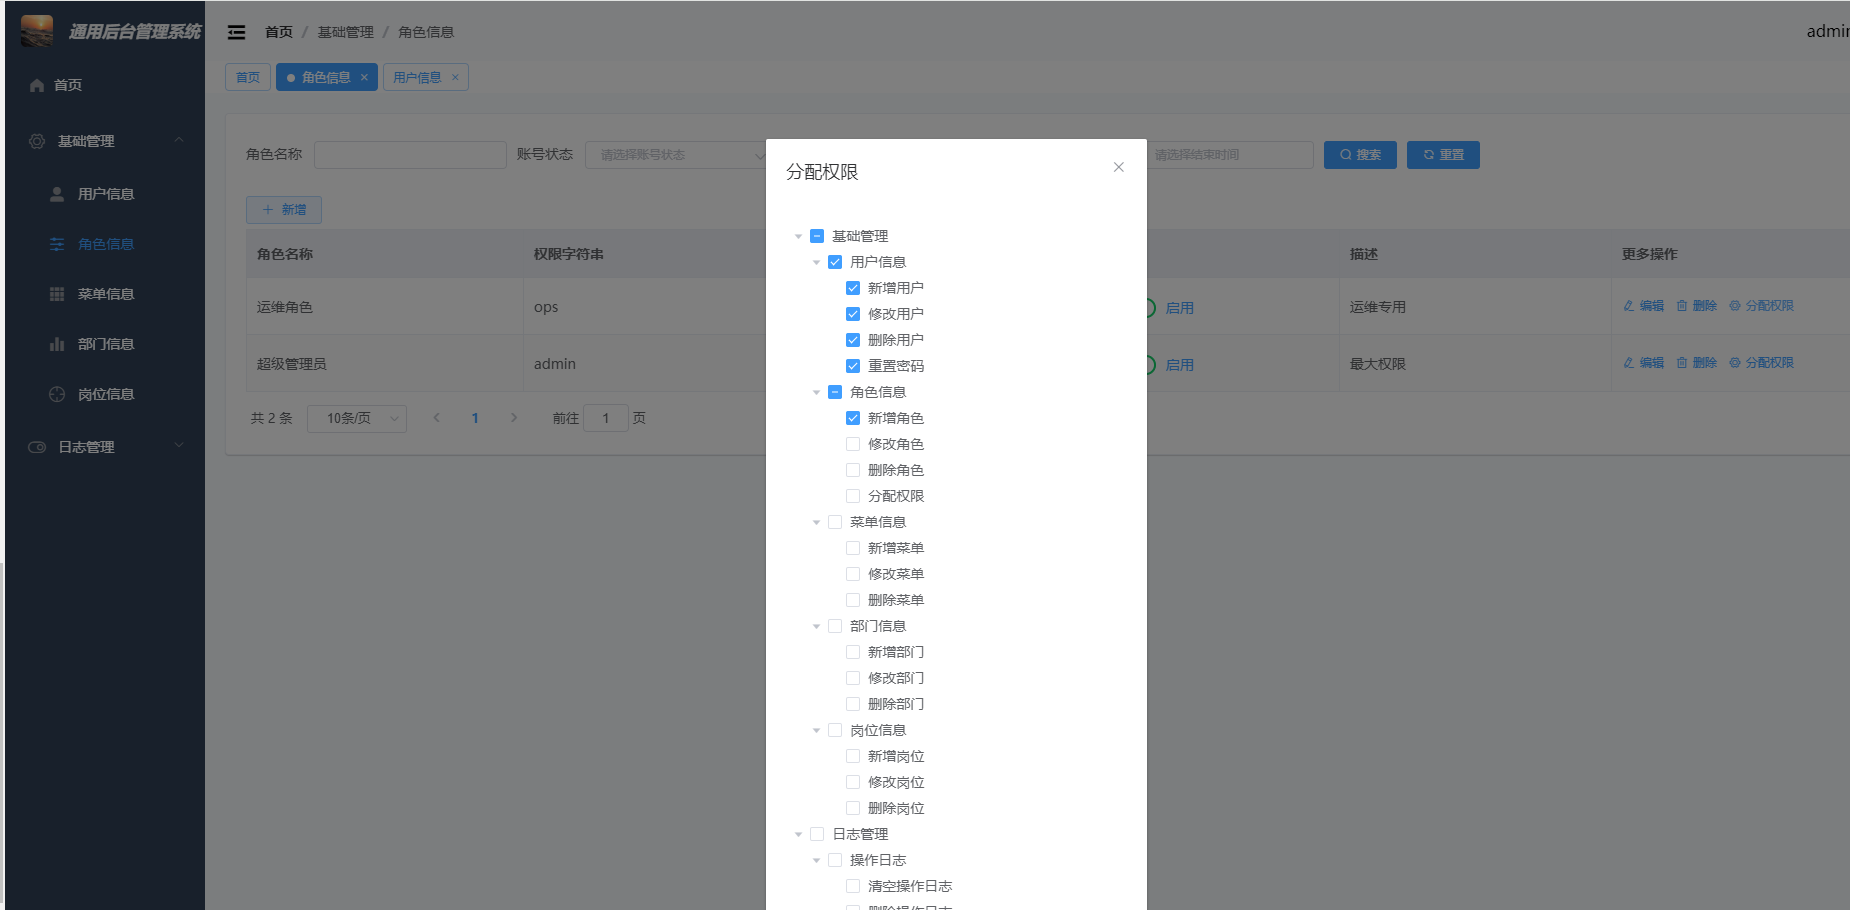 通用后台管理系统
首页
基础管理
用户信息
角色信息
菜单信息
部门信息
岗位信息
日志管理
首页 / 基础管理 / 角色信息
admin
首页 角色信息 × 用户信息 ×
角色名称 账号状态 请选择账号状态 请选择结束时间 搜索 重置
+ 新增
角色名称 权限字符串 描述 更多操作
运维角色 ops 启用 运维专用 编辑 删除 分配权限
超级管理员 admin 启用 最大权限 编辑 删除 分配权限
共 2 条 10条/页 < 1 > 前往 1 页
分配权限
基础管理
用户信息
新增用户
修改用户
删除用户
重置密码
角色信息
新增角色
修改角色
删除角色
分配权限
菜单信息
新增菜单
修改菜单
删除菜单
部门信息
新增部门
修改部门
删除部门
岗位信息
新增岗位
修改岗位
删除岗位
日志管理
操作日志
清空操作日志
删除操作日志